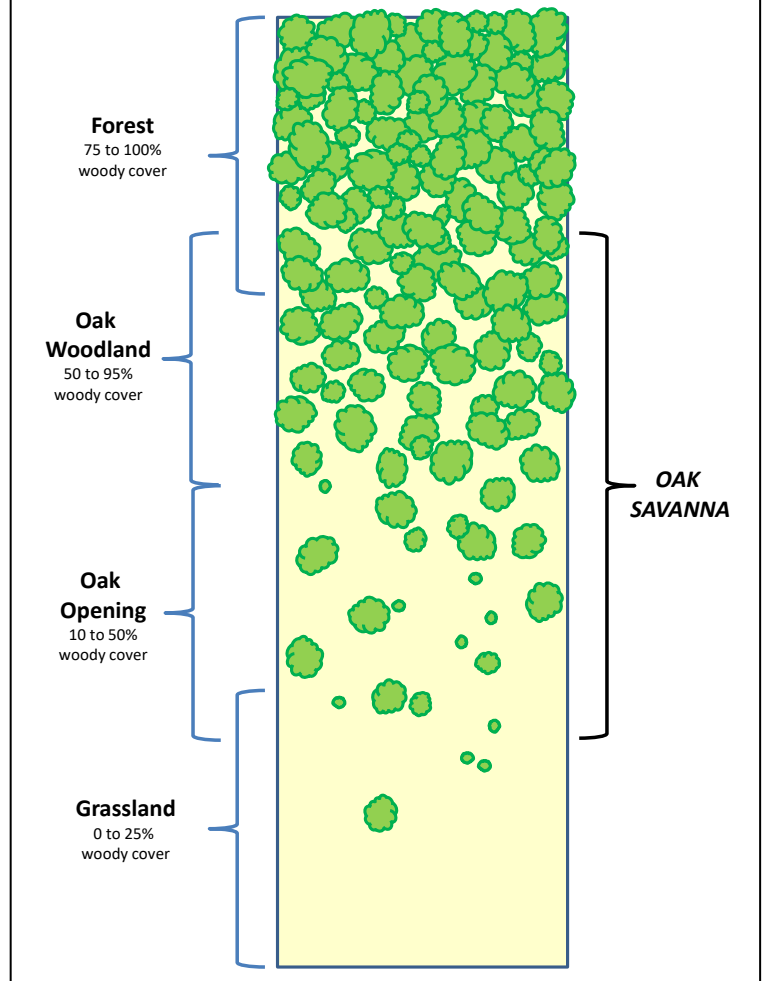 Forest
75 to 100%
woody cover
Oak
Woodland
50 to 95%
woody cover
OAK
SAVANNA
Oak
Opening
10 to 50%
woody cover
Grassland
0 to 25%
woody cover